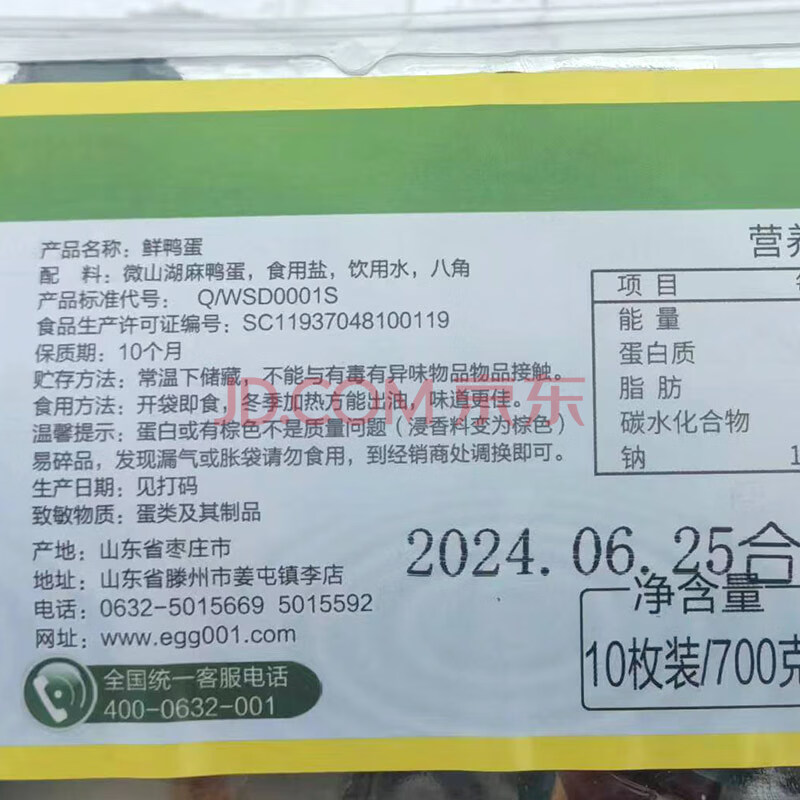 产品名称：鲜鸭蛋
配 料：微山湖麻鸭蛋，食用盐，饮用水，八角
产品标准代号： Q/WSD0001S
食品生产许可证编号：SC11937048100119
保质期：10个月
贮存方法：常温下储藏，不能与有毒有异味物品物品接触。
食用方法：开袋即食，冬季加热方能出油，味道更佳。
温馨提示：蛋白或有棕色不是质量问题（浸香料变为棕色）
易碎品，发现漏气或胀袋请勿食用，到经销商处调换即可。
生产日期：见打码
致敏物质：蛋类及其制品
产地：山东省枣庄市
地址：山东省滕州市姜屯镇李店
电话：0632-5015669 5015592
网址：www.egg001.com
全国统一客服电话
400-0632-001
营养
项 目
能 量
蛋白质
脂 肪
碳水化合物
钠 1
2024.06.25合
净含量
10枚装/700克
JD.COM 京东